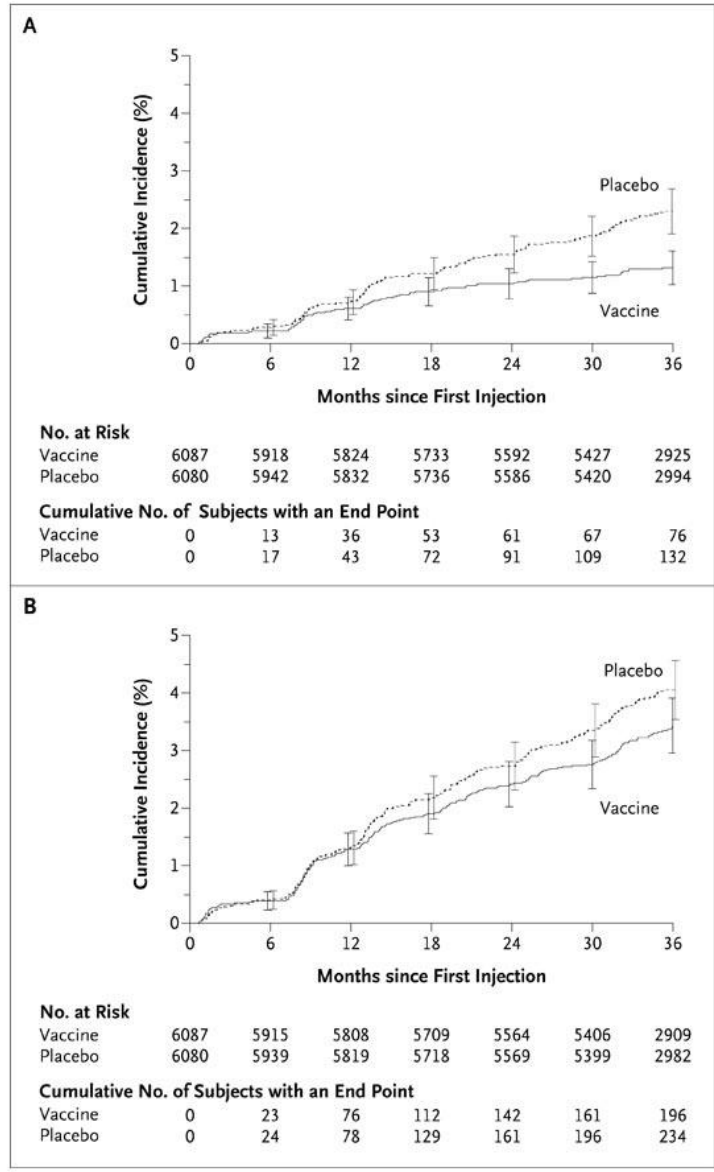 A
5
4
3
2
1
0
Cumulative Incidence (%)
Placebo
Vaccine
0 6 12 18 24 30 36
Months since First Injection
No. at Risk
Vaccine 6087 5918 5824 5733 5592 5427 2925
Placebo 6080 5942 5832 5736 5586 5420 2994
Cumulative No. of Subjects with an End Point
Vaccine 0 13 36 53 61 67 76
Placebo 0 17 43 72 91 109 132
B
5
4
3
2
1
0
Cumulative Incidence (%)
Placebo
Vaccine
0 6 12 18 24 30 36
Months since First Injection
No. at Risk
Vaccine 6087 5915 5808 5709 5564 5406 2909
Placebo 6080 5939 5819 5718 5569 5399 2982
Cumulative No. of Subjects with an End Point
Vaccine 0 23 76 112 142 161 196
Placebo 0 24 78 129 161 196 234